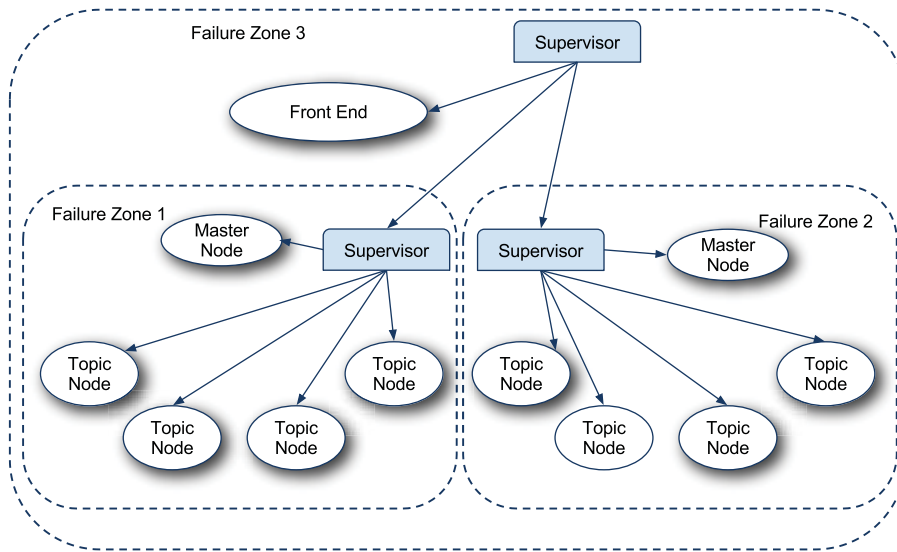 Failure Zone 3
Supervisor
Front End
Failure Zone 1
Master
Node
Supervisor
Supervisor
Failure Zone 2
Master
Node
Topic
Node
Topic
Node
Topic
Node
Topic
Node
Topic
Node
Topic
Node
Topic
Node
Topic
Node